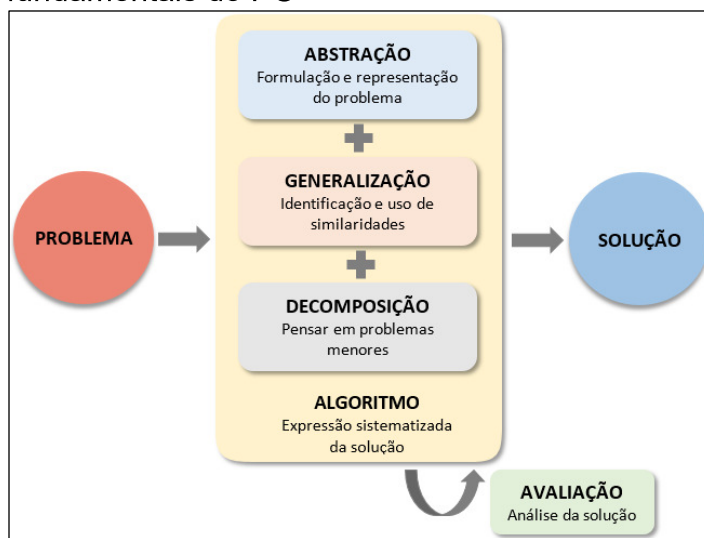 ABSTRAÇÃO
Formulação e representação
do problema
GENERALIZAÇÃO
Identificação e uso de
similaridades
PROBLEMA
SOLUÇÃO
DECOMPOSIÇÃO
Pensar em problemas
menores
ALGORITMO
Expressão sistematizada
da solução
AVALIAÇÃO
Análise da solução